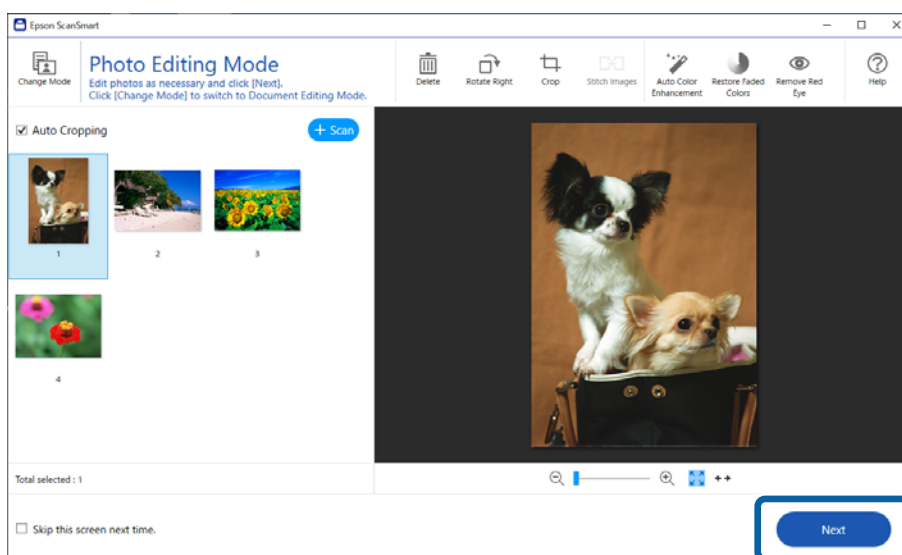 Epson ScanSmart
Change Mode
Photo Editing Mode
Edit photos as necessary and click [Next].
Click [Change Mode] to switch to Document Editing Mode.
Delete
Rotate Right
Crop
Stitch Images
Auto Color
Enhancement
Restore Faded
Colors
Remove Red
Eye
Help
Auto Cropping
+ Scan
1
2
3
4
Total selected : 1
Skip this screen next time.
Next